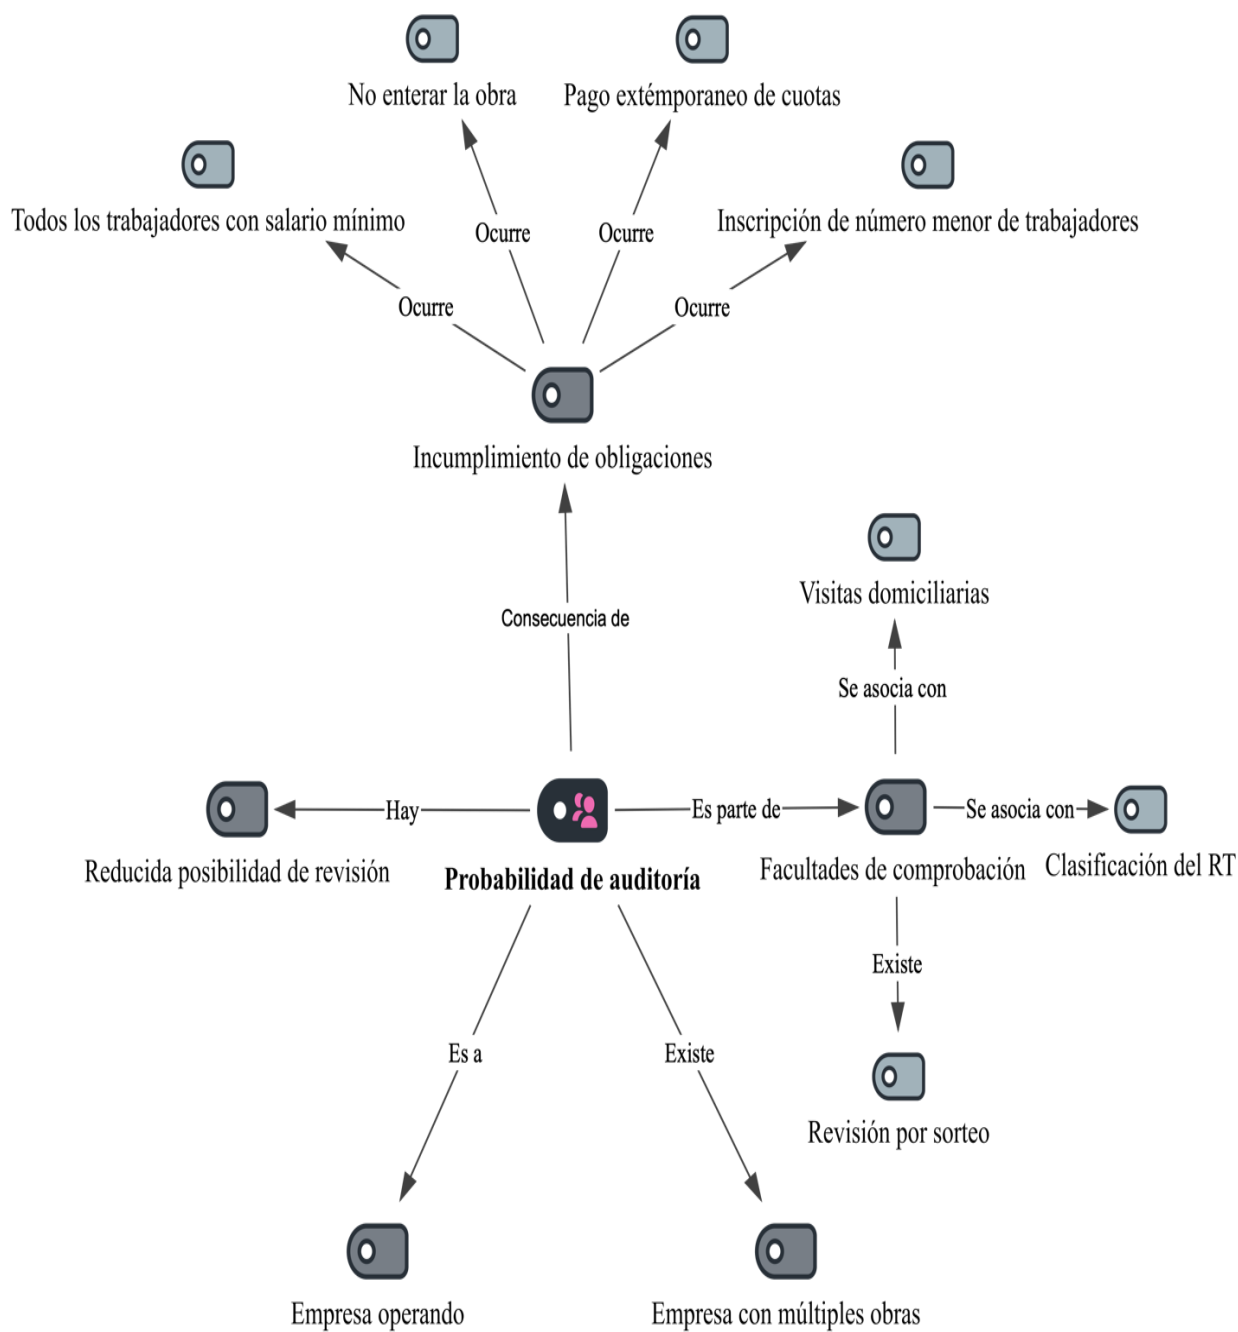 No enterar la obra
Pago extémporaneo de cuotas
Todos los trabajadores con salario mínimo
Inscripción de número menor de trabajadores
Ocurre
Ocurre
Ocurre
Ocurre
Incumplimiento de obligaciones
Visitas domiciliarias
Consecuencia de
Se asocia con
Hay
Es parte de
Se asocia con
Reducida posibilidad de revisión
Probabilidad de auditoría
Facultades de comprobación
Clasificación del RT
Existe
Es a
Existe
Revisión por sorteo
Empresa operando
Empresa con múltiples obras